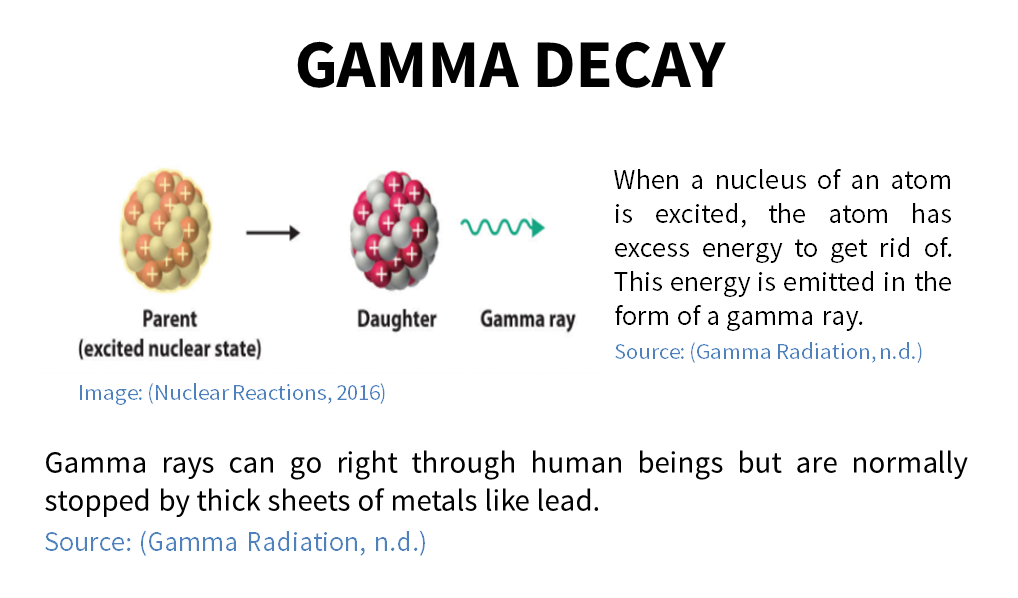 GAMMA DECAY
When a nucleus of an atom
is excited, the atom has
excess energy to get rid of.
This energy is emitted in the
form of a gamma ray.
Source: (Gamma Radiation, n.d.)
+ + + + + + + + +
+ + + + + + + + +
Parent
(excited nuclear state)
Daughter
Gamma ray
Image: (Nuclear Reactions, 2016)
Gamma rays can go right through human beings but are normally
stopped by thick sheets of metals like lead.
Source: (Gamma Radiation, n.d.)